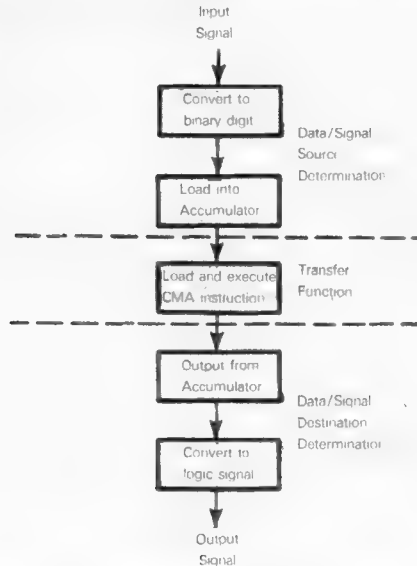 Input
Signal
Convert to
binary digit
Data/Signal
Source
Determination
Load into
Accumulator
Load and execute
CMA instruction
Transfer
Function
Output from
Accumulator
Data/Signal
Destination
Determination
Convert to
logic signal
Output
Signal